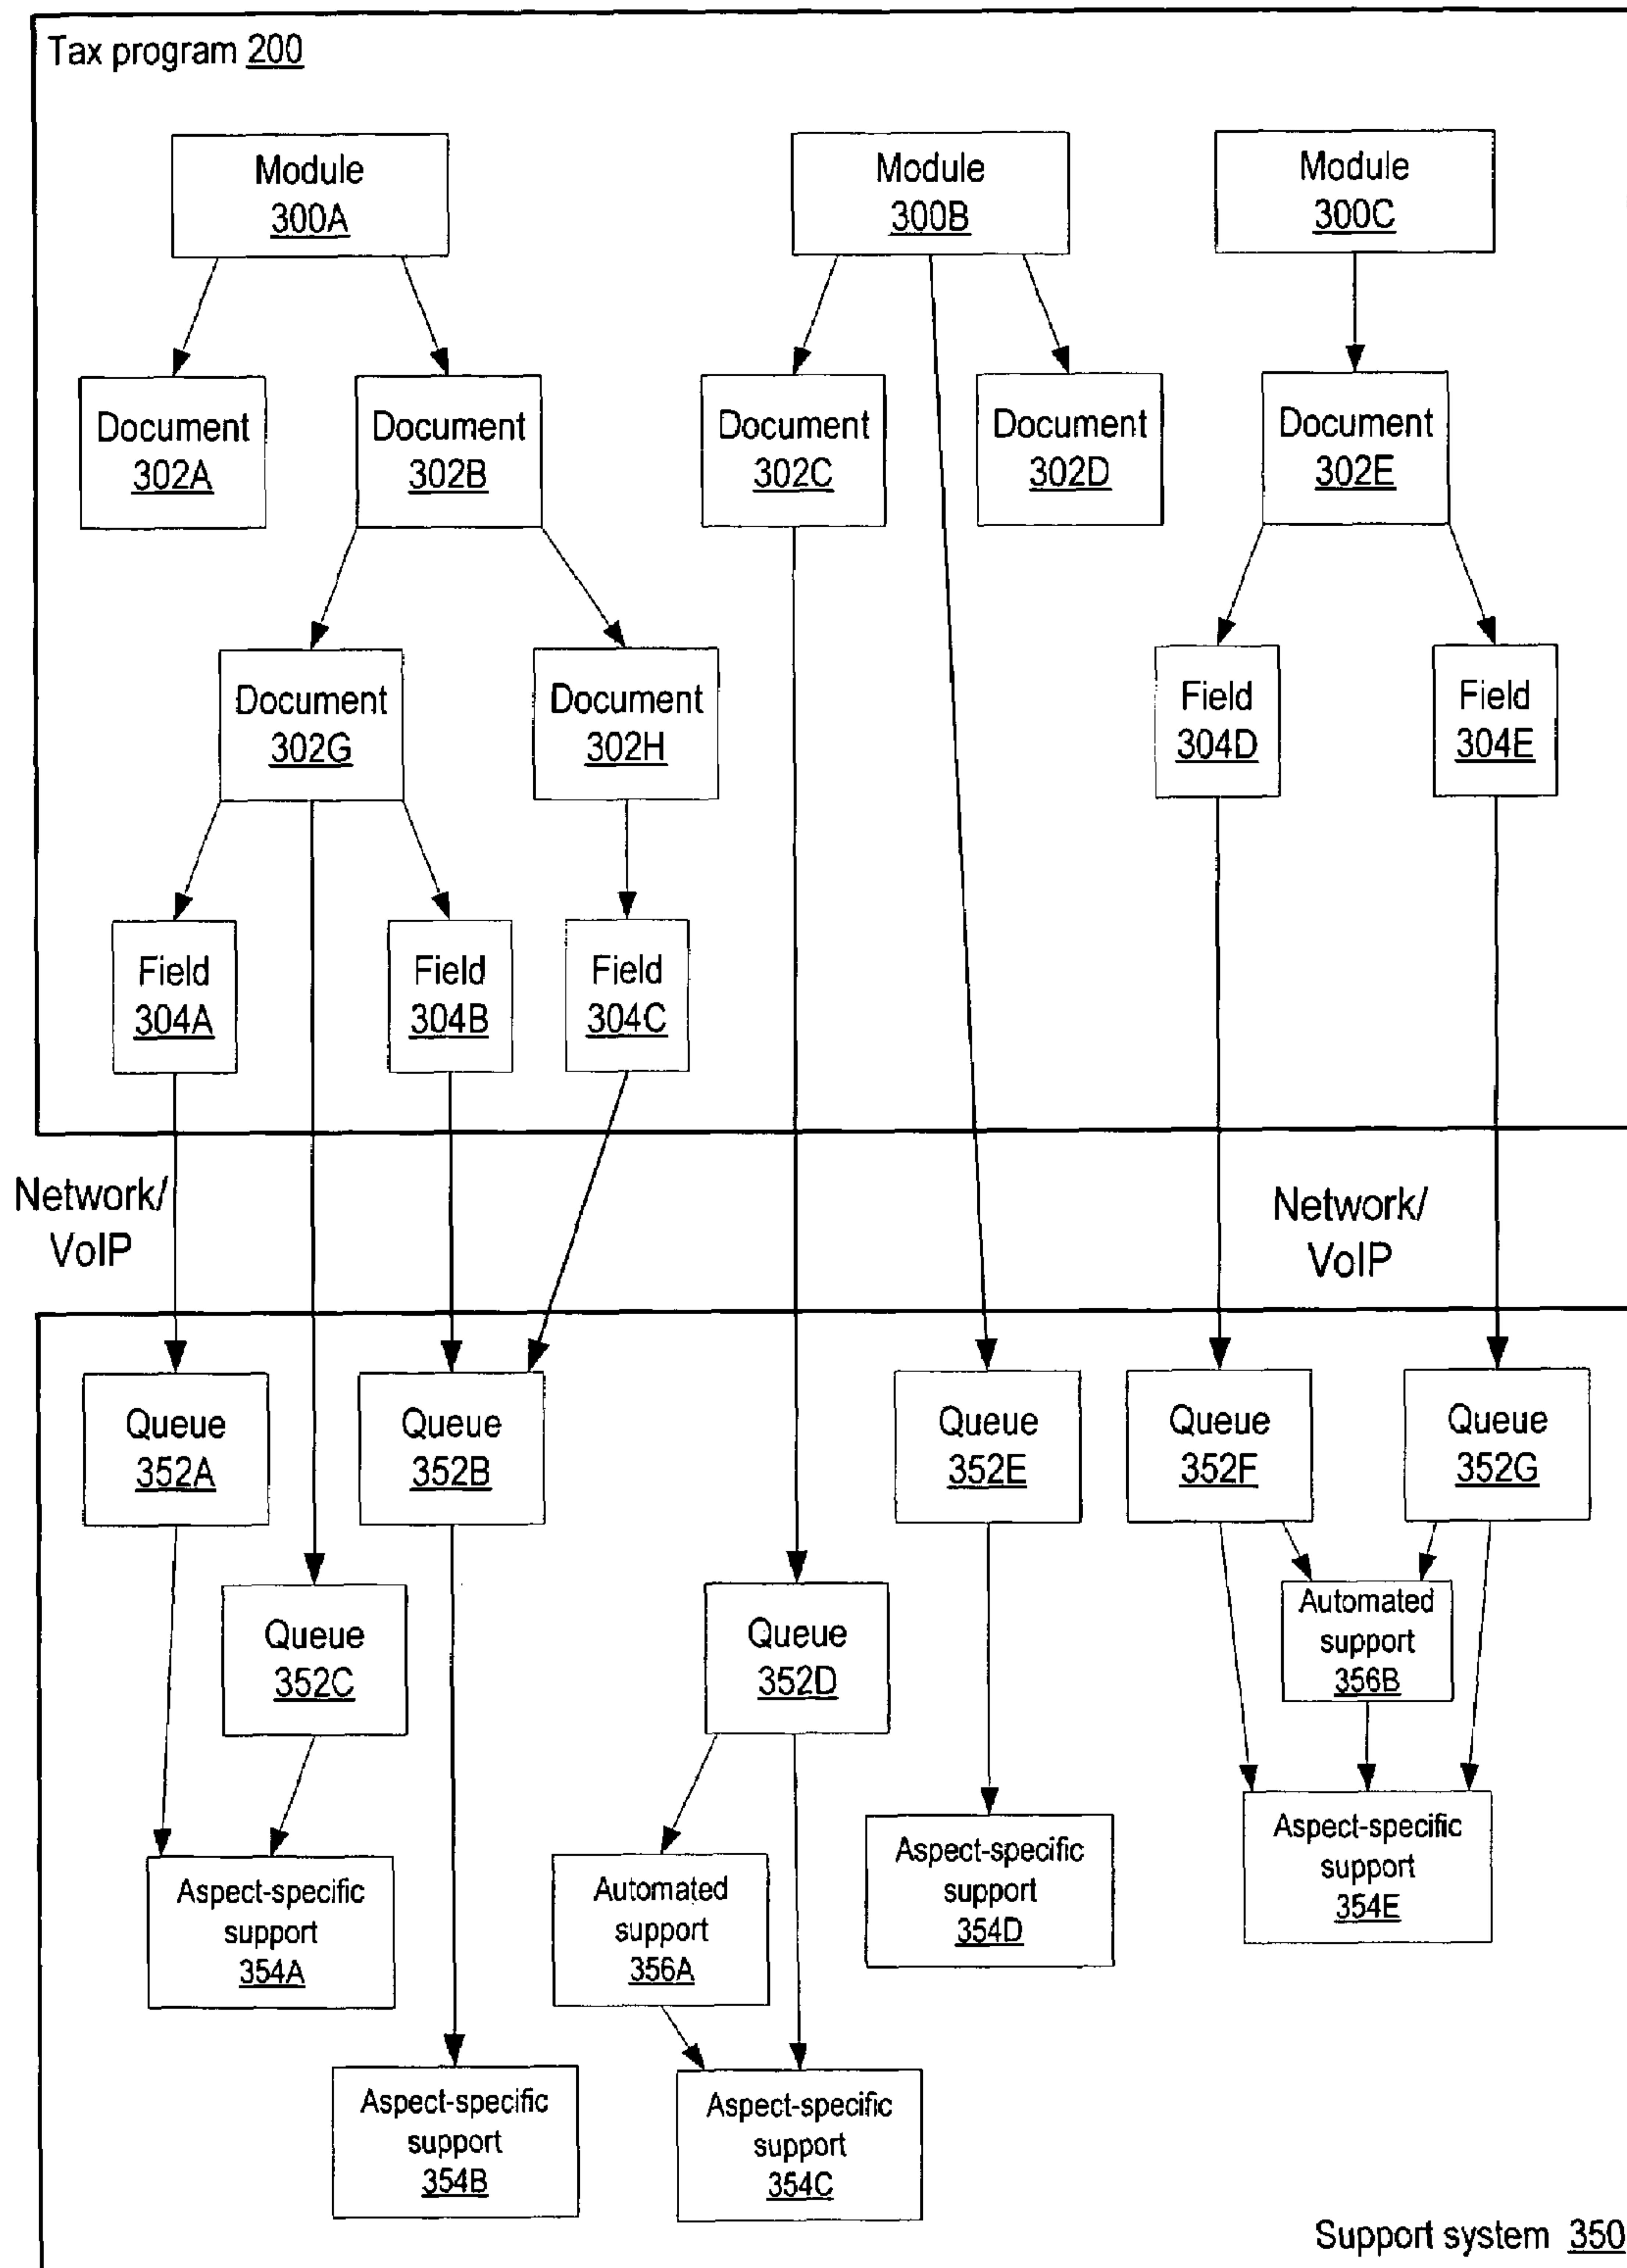 Tax program 200
Module
300A
Module
300B
Module
300C
Document
302A
Document
302B
Document
302C
Document
302D
Document
302E
Document
302G
Document
302H
Field
304D
Field
304E
Field
304A
Field
304B
Field
304C
Network/
VoIP
Network/
VoIP
Queue
352A
Queue
352B
Queue
352E
Queue
352F
Queue
352G
Queue
352C
Queue
352D
Automated
support
356B
Aspect-specific
support
354A
Automated
support
356A
Aspect-specific
support
354D
Aspect-specific
support
354E
Aspect-specific
support
354B
Aspect-specific
support
354C
Support system 350